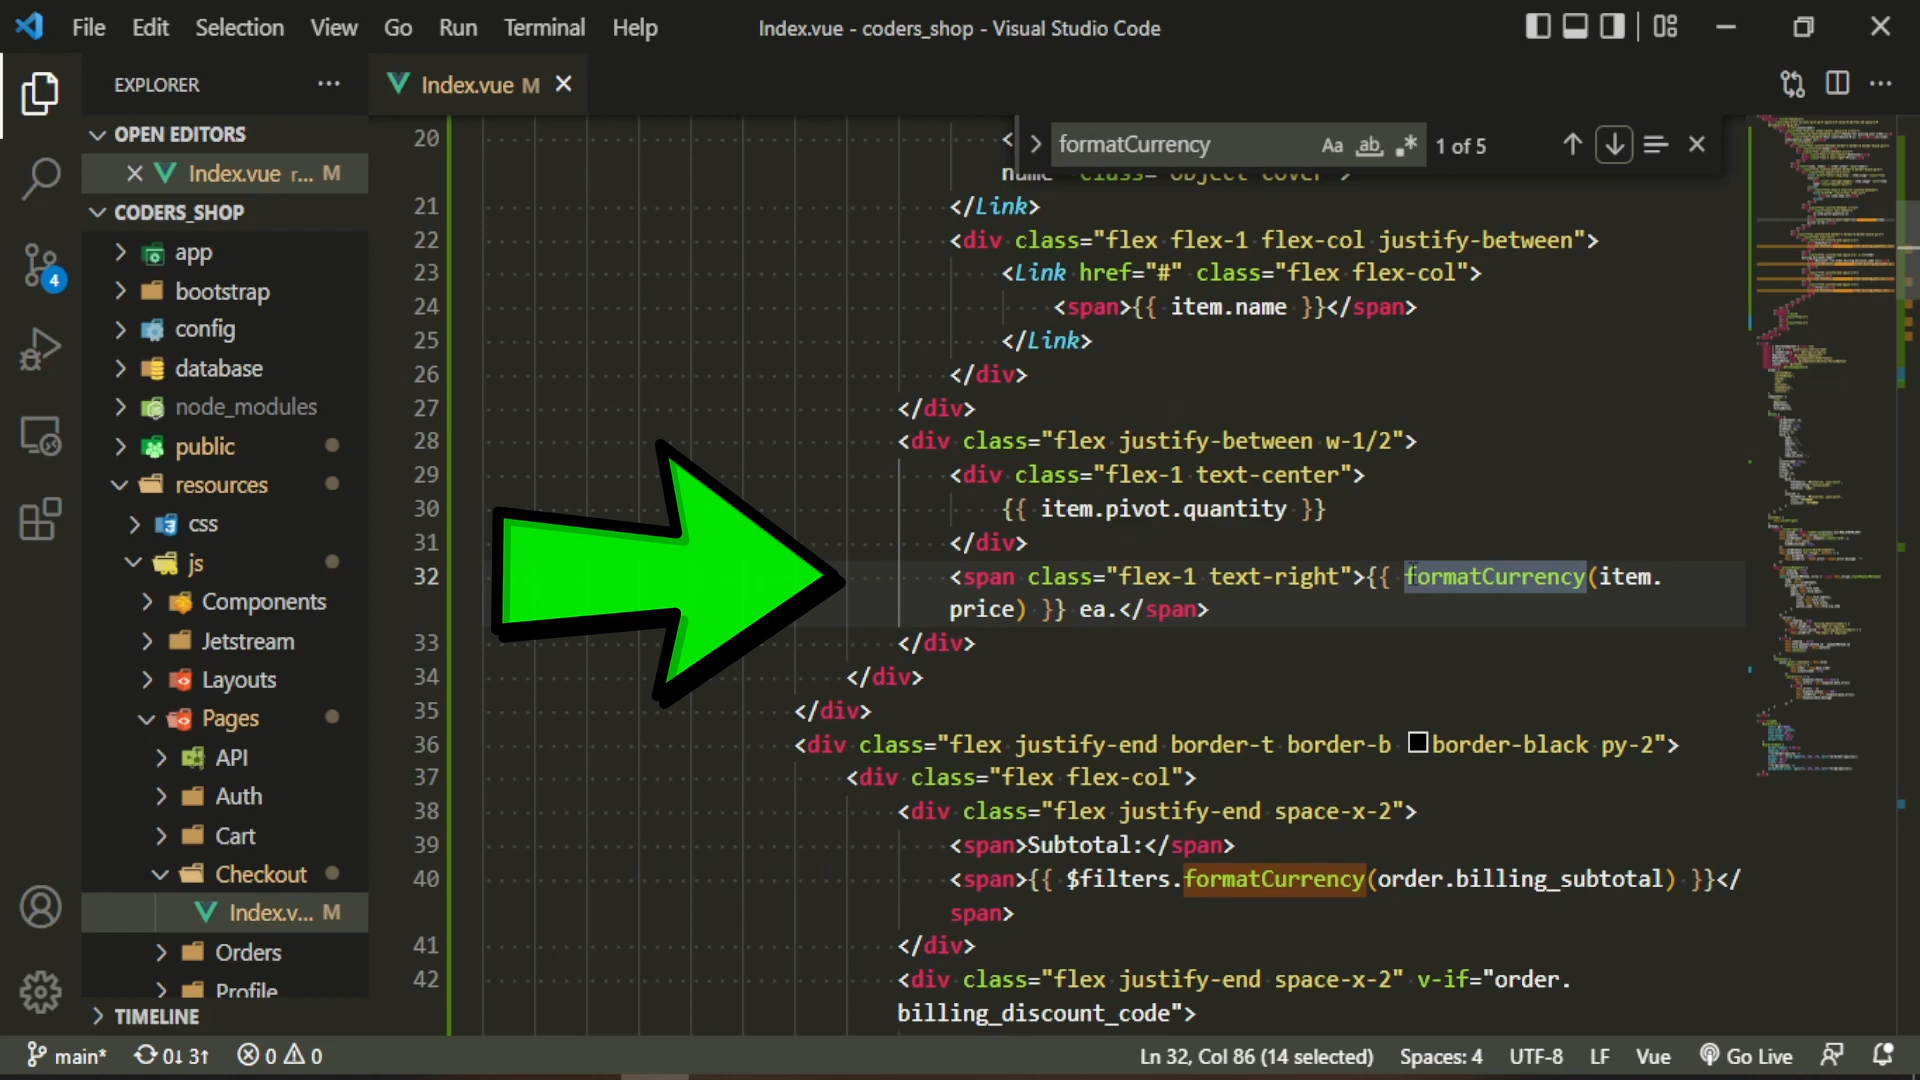 File Edit Selection View Go Run Terminal Help
Index.vue - coders_shop - Visual Studio Code
EXPLORER
Index.vue M
OPEN EDITORS
Index.vue r... M
CODERS_SHOP
app
bootstrap
config
database
node_modules
public
resources
css
js
Components
Jetstream
Layouts
Pages
API
Auth
Cart
Checkout
Index.v... M
Orders
Profile
TIMELINE
4
formatCurrency Aa ab .* 1 of 5
20 <
name" class="object-cover">
21 </Link>
22 <div class="flex flex-1 flex-col justify-between">
23 <Link href="#" class="flex flex-col">
24 <span>{{ item.name }}</span>
25 </Link>
26 </div>
27 </div>
28 <div class="flex justify-between w-1/2">
29 <div class="flex-1 text-center">
30 {{ item.pivot.quantity }}
31 </div>
32 <span class="flex-1 text-right">{{ formatCurrency(item.
price) }} ea.</span>
33 </div>
34 </div>
35 </div>
36 <div class="flex justify-end border-t border-b border-black py-2">
37 <div class="flex flex-col">
38 <div class="flex justify-end space-x-2">
39 <span>Subtotal:</span>
40 <span>{{ $filters.formatCurrency(order.billing_subtotal) }}</
span>
41 </div>
42 <div class="flex justify-end space-x-2" v-if="order.
billing_discount_code">
main* 0↓ 3↑ 0 0
Ln 32, Col 86 (14 selected) Spaces: 4 UTF-8 LF Vue Go Live